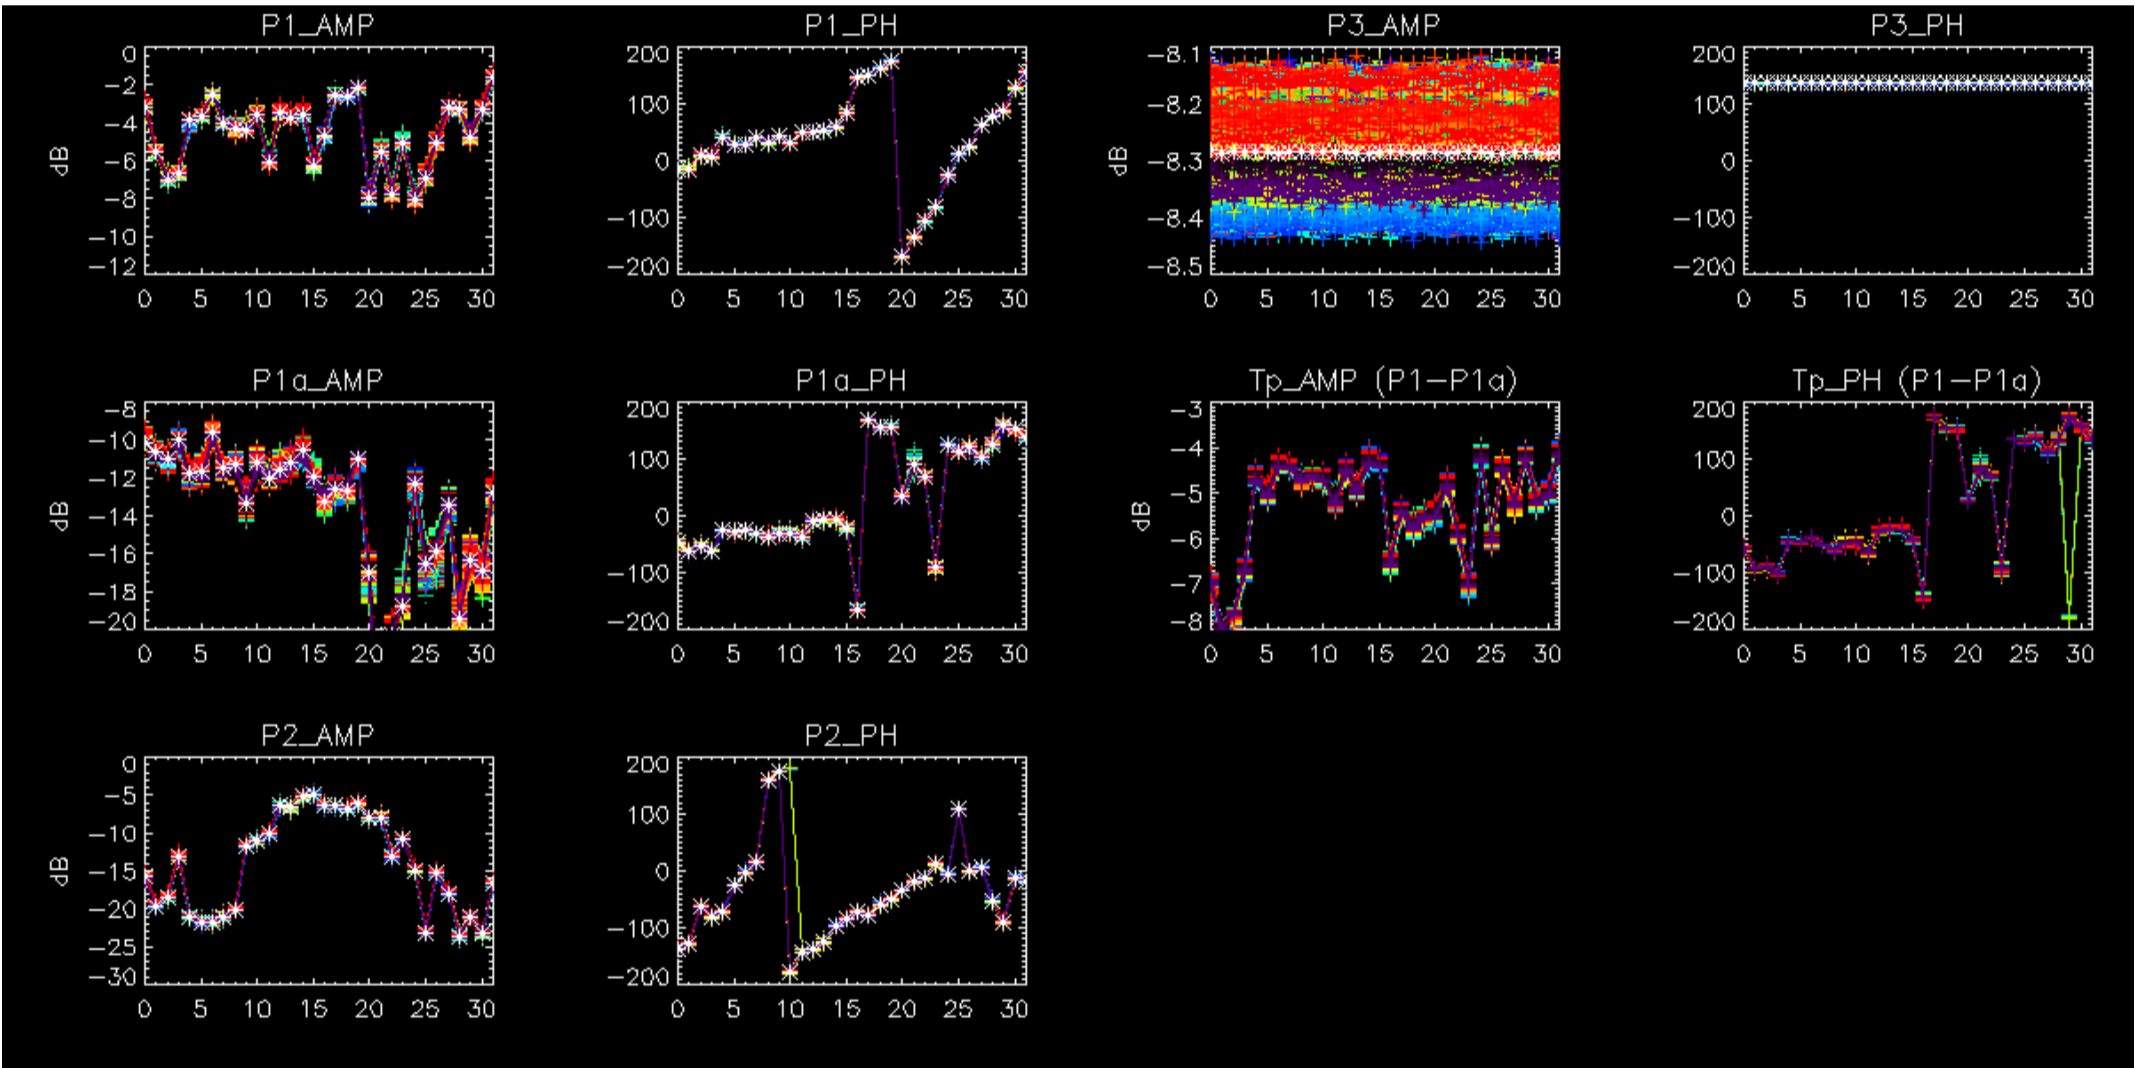 P1_AMP
P1_PH
P3_AMP
P3_PH
0
−2
−4
−6
−8
−10
−12
dB
0 5 10 15 20 25 30
200
100
0
−100
−200
0 5 10 15 20 25 30
−8.1
−8.2
−8.3
−8.4
−8.5
dB
0 5 10 15 20 25 30
200
100
0
−100
−200
0 5 10 15 20 25 30
P1a_AMP
P1a_PH
Tp_AMP (P1−P1a)
Tp_PH (P1−P1a)
−8
−10
−12
−14
−16
−18
−20
dB
0 5 10 15 20 25 30
200
100
0
−100
−200
0 5 10 15 20 25 30
−3
−4
−5
−6
−7
−8
dB
0 5 10 15 20 25 30
200
100
0
−100
−200
0 5 10 15 20 25 30
P2_AMP
P2_PH
0
−5
−10
−15
−20
−25
−30
dB
0 5 10 15 20 25 30
200
100
0
−100
−200
0 5 10 15 20 25 30